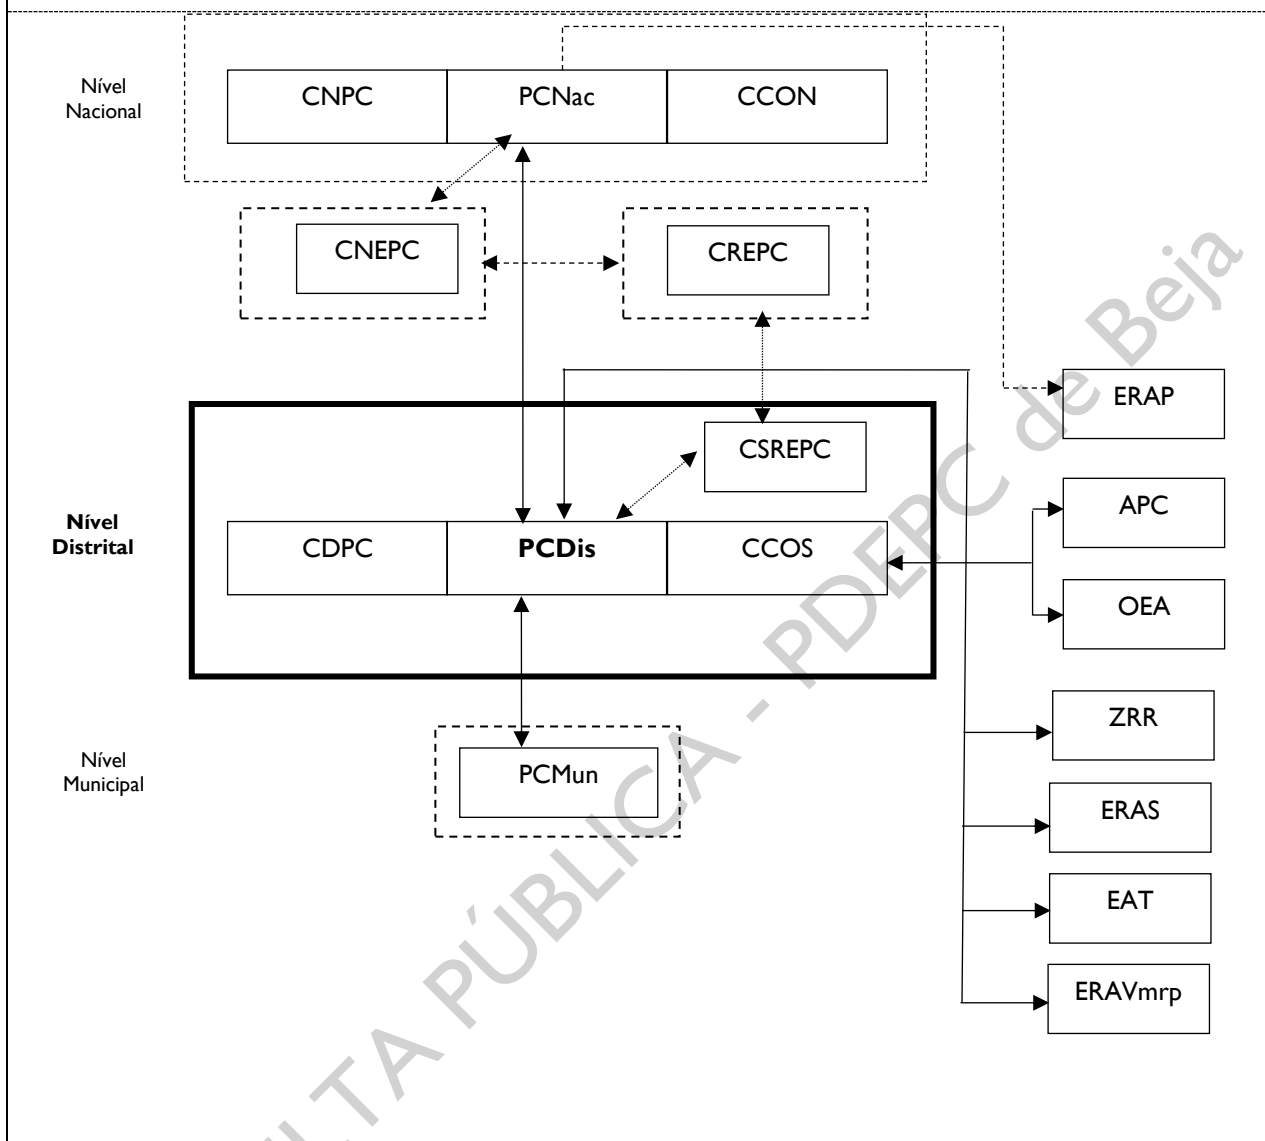 Nível
Nacional
CNPC
PCNac
CCON
CNEPC
CREPC
ERAP
CSREPC
APC
Nível
Distrital
CDPC
PCDis
CCOS
OEA
ZRR
Nível
Municipal
PCMun
ERAS
EAT
ERAVmrp
LTA PÚBLICA - PDEPC de Beja